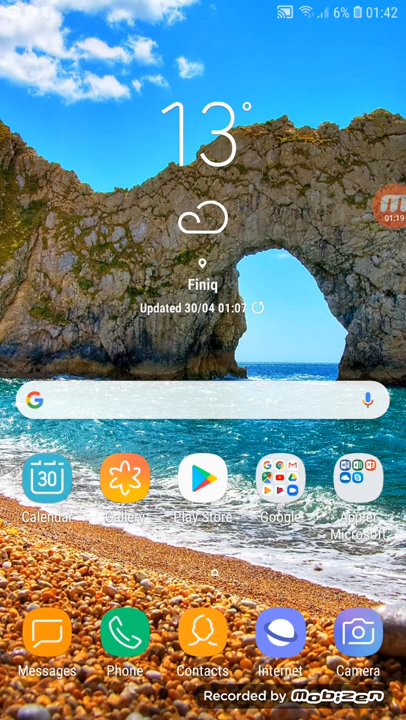 6% 01:42
13°
01:19
Finiq
Updated 30/04 01:07
30
Calendar Gallery Play Store Google
Microsoft
Messages Phone Contacts Internet Camera
Recorded by Mobizen